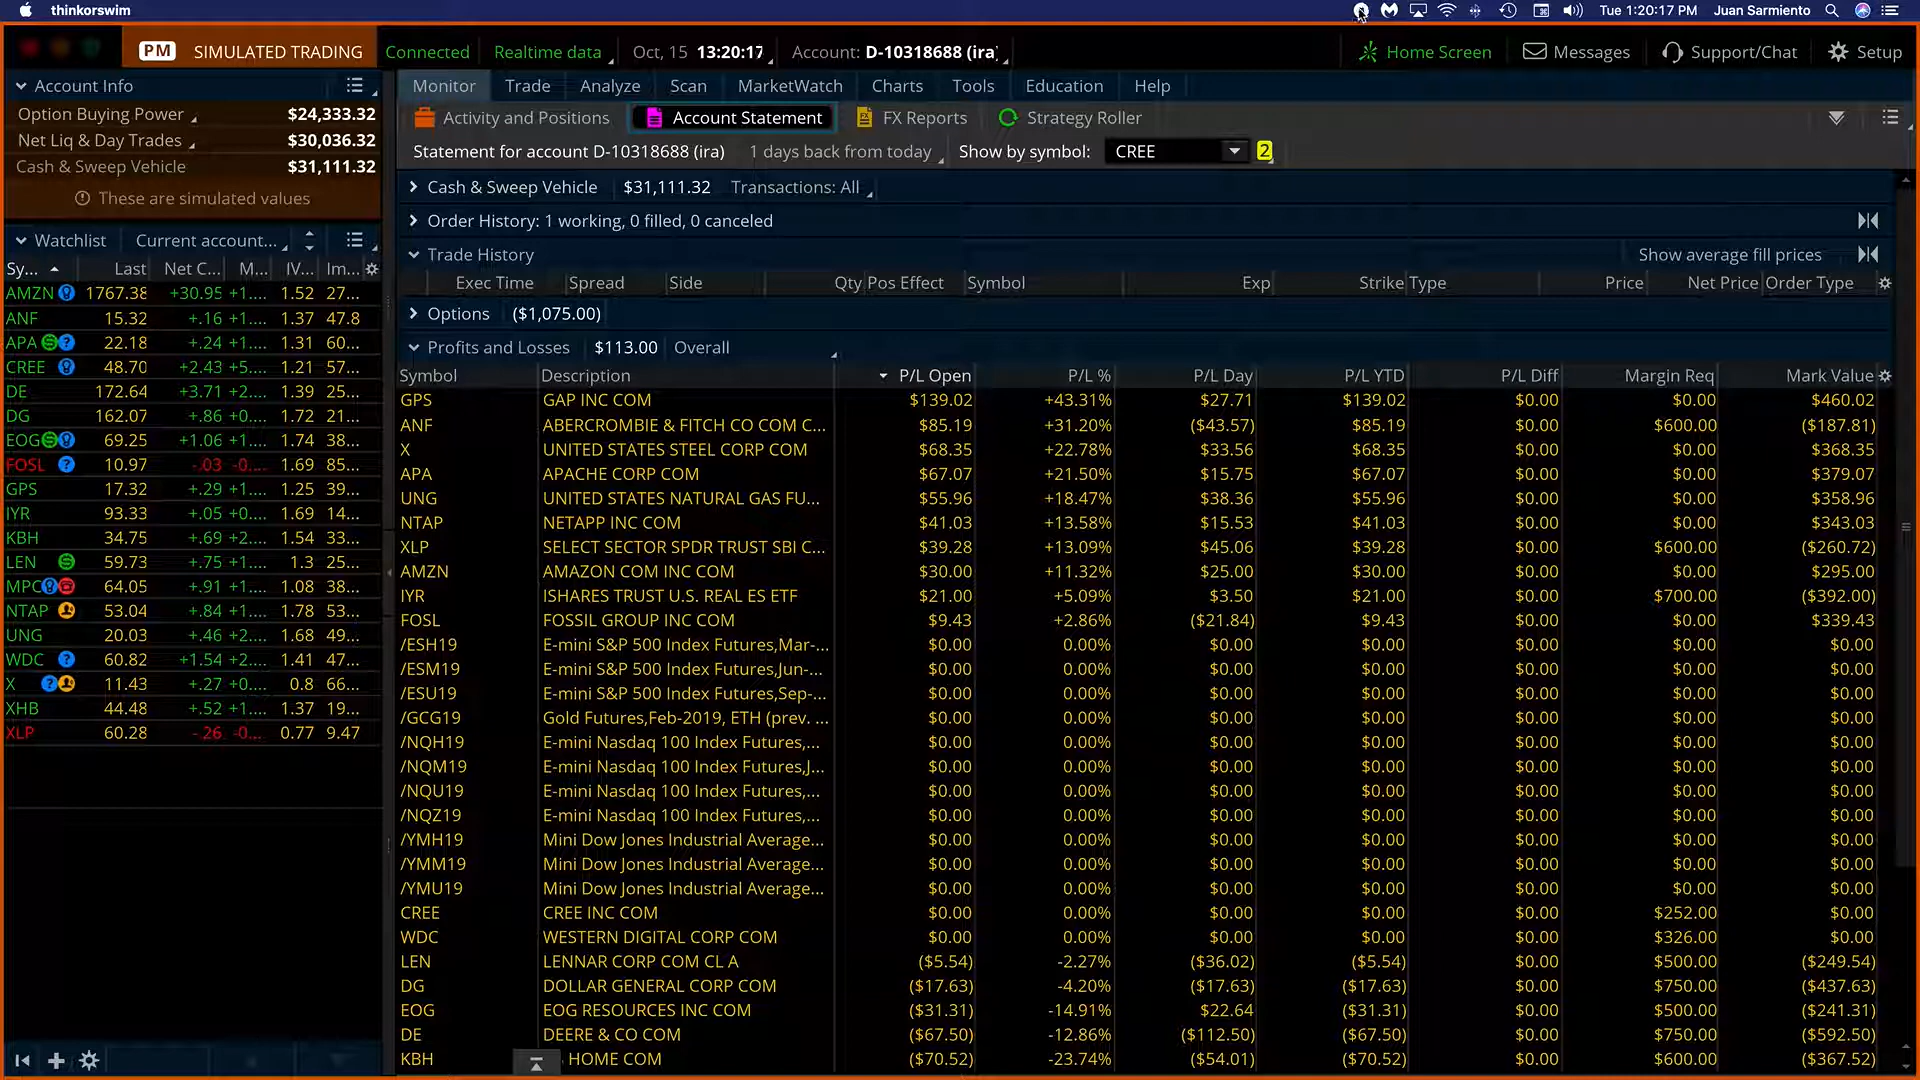 thinkorswim
Tue 1:20:17 PM
Juan Sarmiento
PM
SIMULATED TRADING
Connected
Realtime data
Oct, 15 13:20:17
Account: D-10318688 (ira)
Home Screen
Messages
Support/Chat
Setup
Account Info
Option Buying Power $24,333.32
Net Liq & Day Trades $30,036.32
Cash & Sweep Vehicle $31,111.32
These are simulated values
Monitor Trade Analyze Scan MarketWatch Charts Tools Education Help
Activity and Positions Account Statement FX Reports Strategy Roller
Statement for account D-10318688 (ira) 1 days back from today Show by symbol: CREE 2
Cash & Sweep Vehicle $31,111.32 Transactions: All
Order History: 1 working, 0 filled, 0 canceled
Trade History Show average fill prices
Exec Time Spread Side Qty Pos Effect Symbol Exp Strike Type Price Net Price Order Type
Options ($1,075.00)
Profits and Losses $113.00 Overall
Watchlist Current account...
Sy... Last Net C... M... IV... Im...
AMZN 1767.38 +30.95 +1.... 1.52 27...
ANF 15.32 +.16 +1.... 1.37 47.8
APA 22.18 +.24 +1.... 1.31 60...
CREE 48.70 +2.43 +5.... 1.21 57...
DE 172.64 +3.71 +2.... 1.39 25...
DG 162.07 +.86 +0.... 1.72 21...
EOG 69.25 +1.06 +1.... 1.74 38...
FOSL 10.97 -.03 -0.... 1.69 85...
GPS 17.32 +.29 +1.... 1.25 39...
IYR 93.33 +.05 +0.... 1.69 14...
KBH 34.75 +.69 +2.... 1.54 33...
LEN 59.73 +.75 +1.... 1.3 25...
MPC 64.05 +.91 +1.... 1.08 38...
NTAP 53.04 +.84 +1.... 1.78 53...
UNG 20.03 +.46 +2.... 1.68 49...
WDC 60.82 +1.54 +2.... 1.41 47...
X 11.43 +.27 +0.... 0.8 66...
XHB 44.48 +.52 +1.... 1.37 19...
XLP 60.28 -.26 -0.... 0.77 9.47
Symbol Description P/L Open P/L % P/L Day P/L YTD P/L Diff Margin Req Mark Value
GPS GAP INC COM $139.02 +43.31% $27.71 $139.02 $0.00 $0.00 $460.02
ANF ABERCROMBIE & FITCH CO COM C... $85.19 +31.20% ($43.57) $85.19 $0.00 $600.00 ($187.81)
X UNITED STATES STEEL CORP COM $68.35 +22.78% $33.56 $68.35 $0.00 $0.00 $368.35
APA APACHE CORP COM $67.07 +21.50% $15.75 $67.07 $0.00 $0.00 $379.07
UNG UNITED STATES NATURAL GAS FU... $55.96 +18.47% $38.36 $55.96 $0.00 $0.00 $358.96
NTAP NETAPP INC COM $41.03 +13.58% $15.53 $41.03 $0.00 $0.00 $343.03
XLP SELECT SECTOR SPDR TRUST SBI C... $39.28 +13.09% $45.06 $39.28 $0.00 $600.00 ($260.72)
AMZN AMAZON COM INC COM $30.00 +11.32% $25.00 $30.00 $0.00 $0.00 $295.00
IYR ISHARES TRUST U.S. REAL ES ETF $21.00 +5.09% $3.50 $21.00 $0.00 $700.00 ($392.00)
FOSL FOSSIL GROUP INC COM $9.43 +2.86% ($21.84) $9.43 $0.00 $0.00 $339.43
/ESH19 E-mini S&P 500 Index Futures,Mar-... $0.00 0.00% $0.00 $0.00 $0.00 $0.00 $0.00
/ESM19 E-mini S&P 500 Index Futures,Jun-... $0.00 0.00% $0.00 $0.00 $0.00 $0.00 $0.00
/ESU19 E-mini S&P 500 Index Futures,Sep-... $0.00 0.00% $0.00 $0.00 $0.00 $0.00 $0.00
/GCG19 Gold Futures,Feb-2019, ETH (prev. ... $0.00 0.00% $0.00 $0.00 $0.00 $0.00 $0.00
/NQH19 E-mini Nasdaq 100 Index Futures,... $0.00 0.00% $0.00 $0.00 $0.00 $0.00 $0.00
/NQM19 E-mini Nasdaq 100 Index Futures,J... $0.00 0.00% $0.00 $0.00 $0.00 $0.00 $0.00
/NQU19 E-mini Nasdaq 100 Index Futures,... $0.00 0.00% $0.00 $0.00 $0.00 $0.00 $0.00
/NQZ19 E-mini Nasdaq 100 Index Futures,... $0.00 0.00% $0.00 $0.00 $0.00 $0.00 $0.00
/YMH19 Mini Dow Jones Industrial Average... $0.00 0.00% $0.00 $0.00 $0.00 $0.00 $0.00
/YMM19 Mini Dow Jones Industrial Average... $0.00 0.00% $0.00 $0.00 $0.00 $0.00 $0.00
/YMU19 Mini Dow Jones Industrial Average... $0.00 0.00% $0.00 $0.00 $0.00 $0.00 $0.00
CREE CREE INC COM $0.00 0.00% $0.00 $0.00 $0.00 $252.00 $0.00
WDC WESTERN DIGITAL CORP COM $0.00 0.00% $0.00 $0.00 $0.00 $326.00 $0.00
LEN LENNAR CORP COM CL A ($5.54) -2.27% ($36.02) ($5.54) $0.00 $500.00 ($249.54)
DG DOLLAR GENERAL CORP COM ($17.63) -4.20% ($17.63) ($17.63) $0.00 $750.00 ($437.63)
EOG EOG RESOURCES INC COM ($31.31) -14.91% $22.64 ($31.31) $0.00 $500.00 ($241.31)
DE DEERE & CO COM ($67.50) -12.86% ($112.50) ($67.50) $0.00 $750.00 ($592.50)
KBH HOME COM ($70.52) -23.74% ($54.01) ($70.52) $0.00 $600.00 ($367.52)